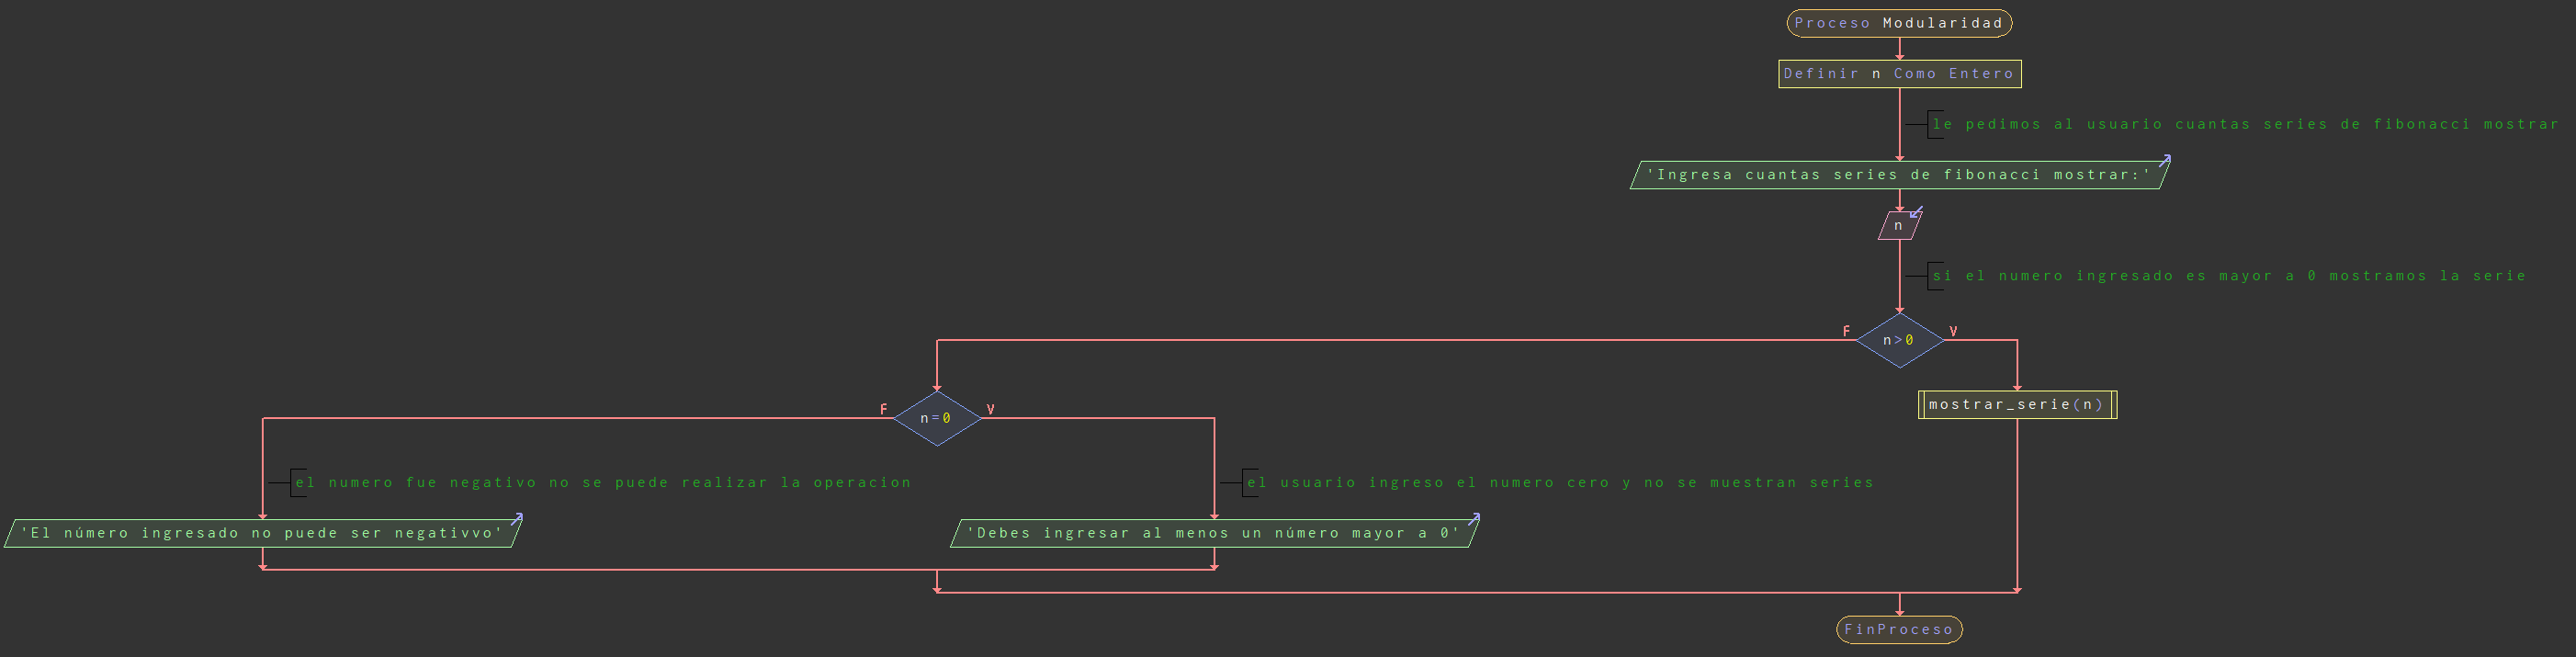 Proceso Modularidad
Definir n Como Entero
le pedimos al usuario cuantas series de fibonacci mostrar
'Ingresa cuantas series de fibonacci mostrar:'
n
si el numero ingresado es mayor a 0 mostramos la serie
F
n>0
V
F
n=0
V
mostrar_serie(n)
el numero fue negativo no se puede realizar la operacion
el usuario ingreso el numero cero y no se muestran series
'El número ingresado no puede ser negativvo'
'Debes ingresar al menos un número mayor a 0'
FinProceso